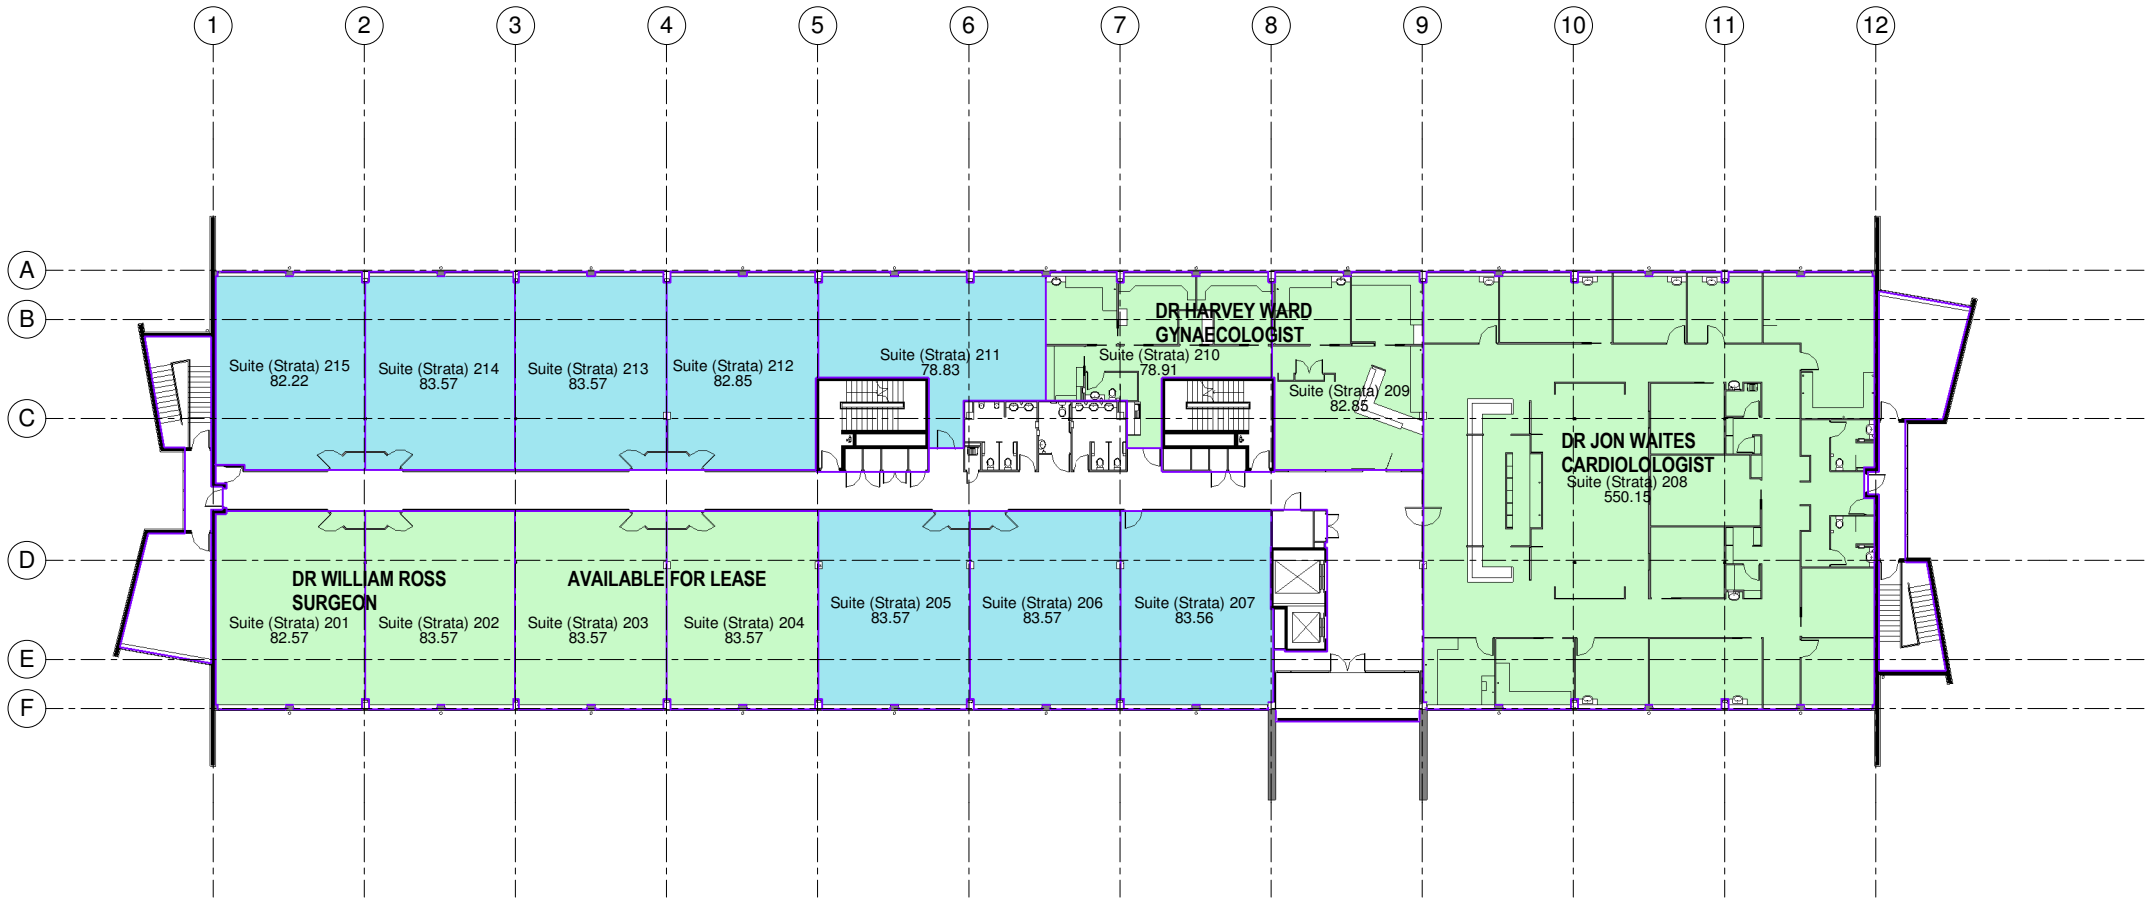 1 2 3 4 5 6 7 8 9 10 11 12
A
B
DR HARVEY WARD
GYNAECOLOGIST
Suite (Strata) 215
82.22
Suite (Strata) 214
83.57
Suite (Strata) 213
83.57
Suite (Strata) 212
82.85
Suite (Strata) 211
78.83
Suite (Strata) 210
78.91
Suite (Strata) 209
82.85
C
DR JON WAITES
CARDIOLOLOGIST
Suite (Strata) 208
550.15
D
DR WILLIAM ROSS
SURGEON
AVAILABLE FOR LEASE
Suite (Strata) 201
82.57
Suite (Strata) 202
83.57
Suite (Strata) 203
83.57
Suite (Strata) 204
83.57
Suite (Strata) 205
83.57
Suite (Strata) 206
83.57
Suite (Strata) 207
83.56
E
F